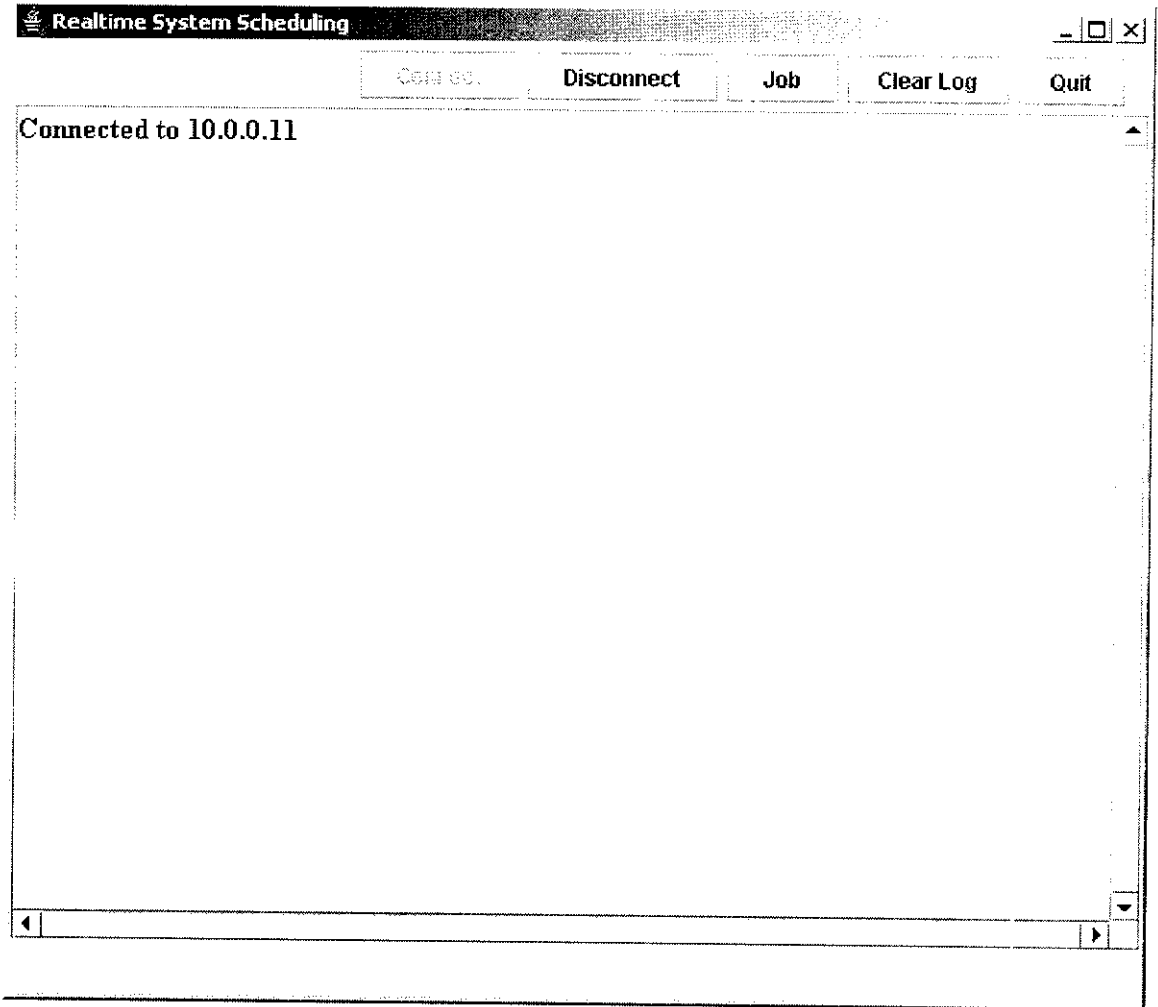 Realtime System Scheduling
Disconnect Job Clear Log Quit
Connected to 10.0.0.11